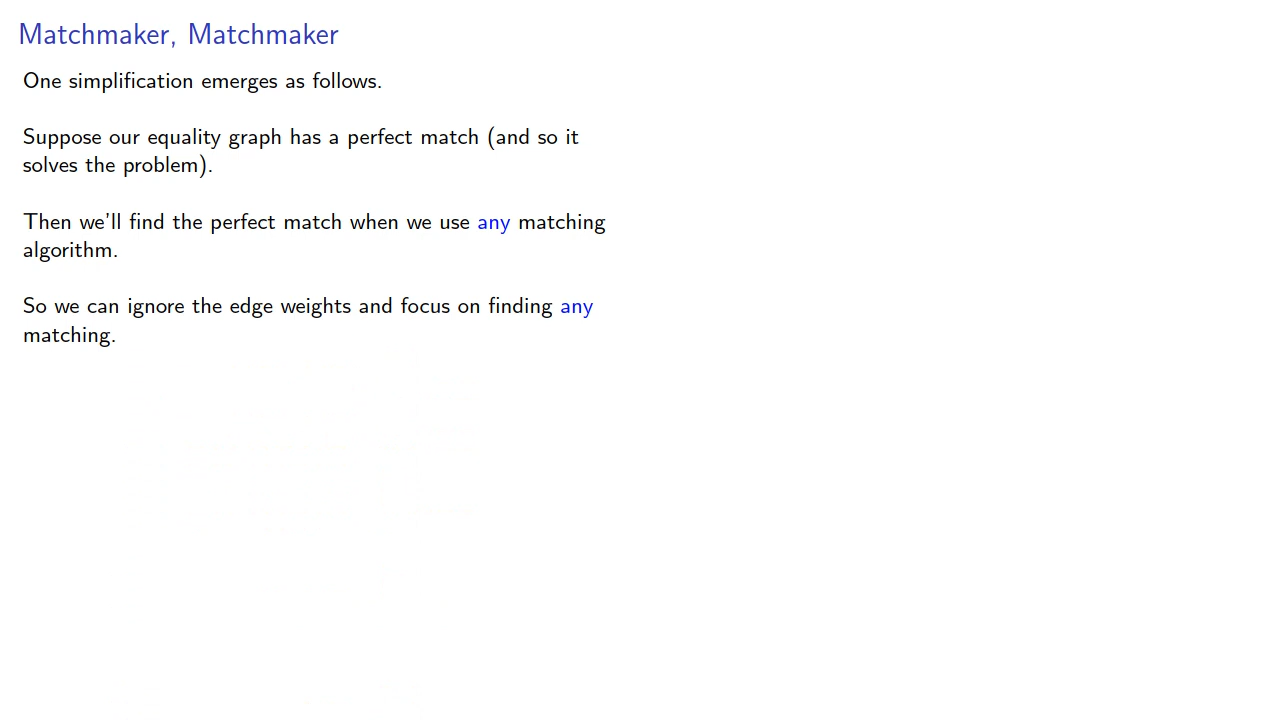 Matchmaker, Matchmaker
One simplification emerges as follows.
Suppose our equality graph has a perfect match (and so it
solves the problem).
Then we'll find the perfect match when we use any matching
algorithm.
So we can ignore the edge weights and focus on finding any
matching.